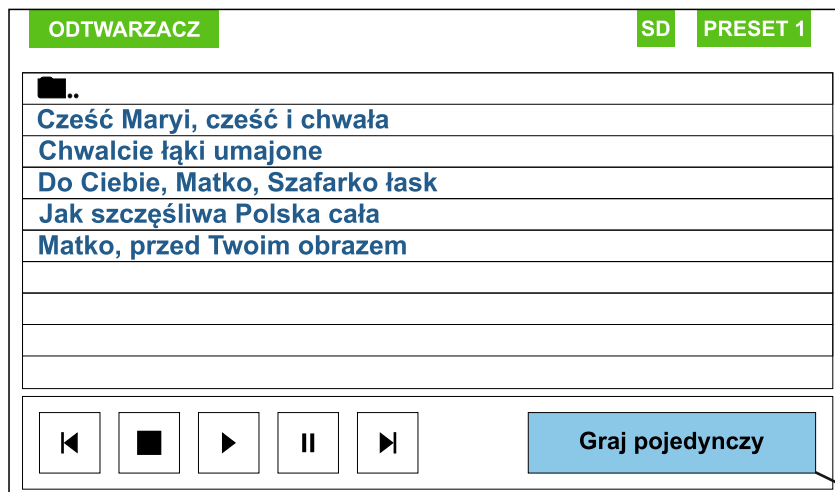 ODTWARZACZ SD PRESET 1
..
Cześć Maryi, cześć i chwała
Chwalcie łąki umajone
Do Ciebie, Matko, Szafarko łask
Jak szczęśliwa Polska cała
Matko, przed Twoim obrazem
Graj pojedynczy